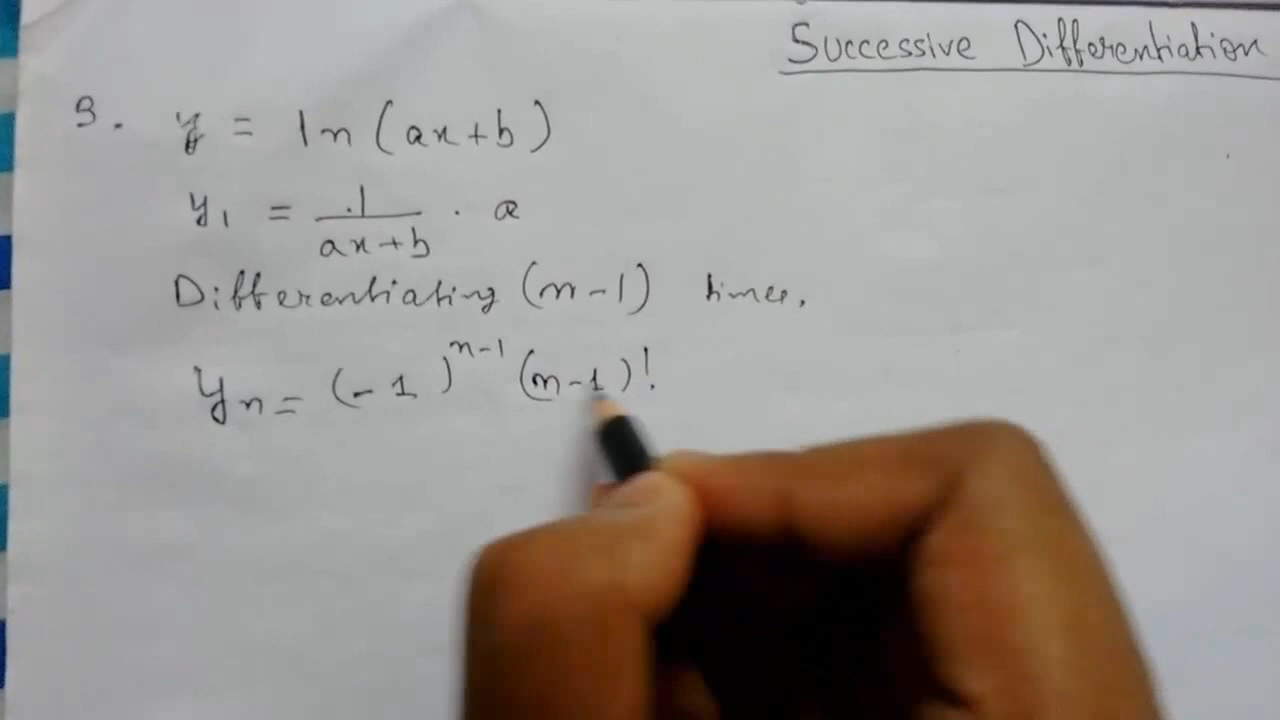 Successive Differentiation
3. y = ln (ax+b)
y₁ = 1/(ax+b) · a
Differentiating (n-1) times,
yₙ = (-1)ⁿ⁻¹ (n-1)!